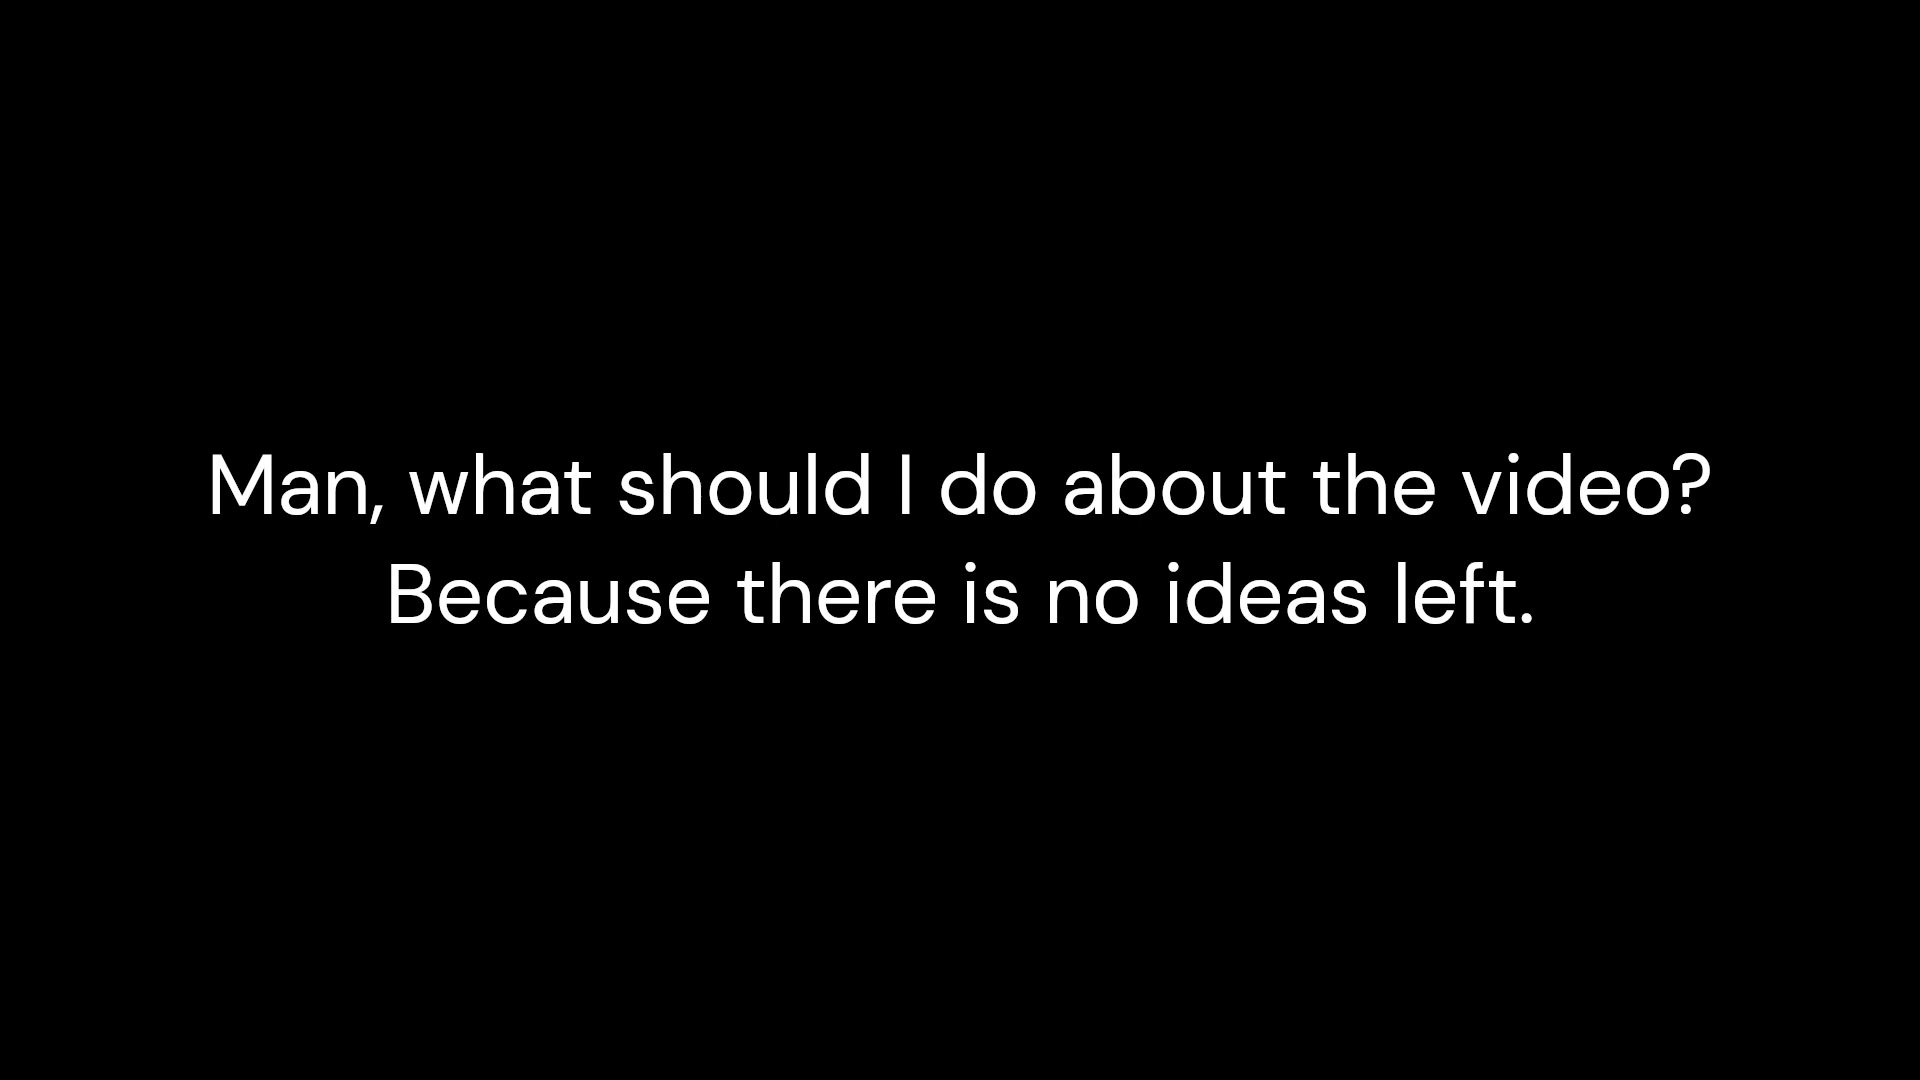 Man, what should I do about the video?
Because there is no ideas left.